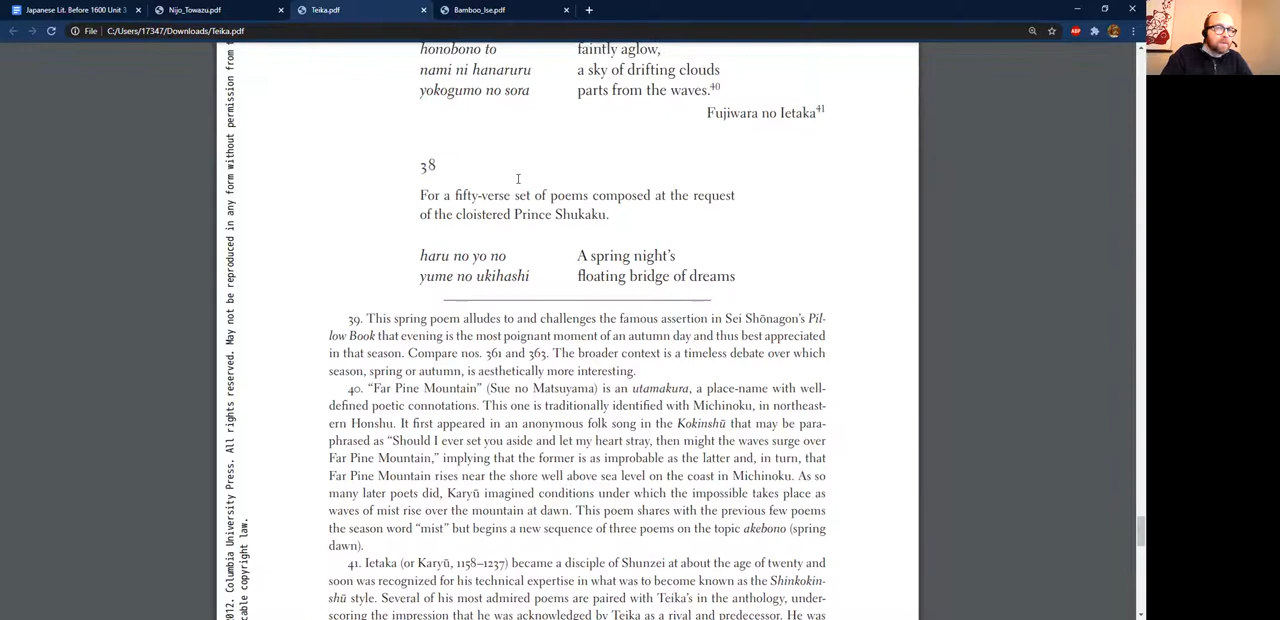 Japanese Lit. Before 1600 Unit 3
Nijo_Towazu.pdf
Teika.pdf
Bamboo_Ise.pdf
File
C:/Users/17347/Downloads/Teika.pdf
honobono to
faintly aglow,
nami ni hanaruru
a sky of drifting clouds
yokogumo no sora
parts from the waves.40
Fujiwara no Ietaka41
38
For a fifty-verse set of poems composed at the request
of the cloistered Prince Shukaku.
haru no yo no
A spring night's
yume no ukihashi
floating bridge of dreams
39. This spring poem alludes to and challenges the famous assertion in Sei Shōnagon's Pil-
low Book that evening is the most poignant moment of an autumn day and thus best appreciated
in that season. Compare nos. 361 and 363. The broader context is a timeless debate over which
season, spring or autumn, is aesthetically more interesting.
40. “Far Pine Mountain” (Sue no Matsuyama) is an utamakura, a place-name with well-
defined poetic connotations. This one is traditionally identified with Michinoku, in northeast-
ern Honshu. It first appeared in an anonymous folk song in the Kokinshū that may be para-
phrased as “Should I ever set you aside and let my heart stray, then might the waves surge over
Far Pine Mountain,” implying that the former is as improbable as the latter and, in turn, that
Far Pine Mountain rises near the shore well above sea level on the coast in Michinoku. As so
many later poets did, Karyū imagined conditions under which the impossible takes place as
waves of mist rise over the mountain at dawn. This poem shares with the previous few poems
the season word “mist” but begins a new sequence of three poems on the topic akebono (spring
dawn).
41. Ietaka (or Karyū, 1158–1237) became a disciple of Shunzei at about the age of twenty and
soon was recognized for his technical expertise in what was to become known as the Shinkokin-
shū style. Several of his most admired poems are paired with Teika's in the anthology, under-
scoring the impression that he was acknowledged by Teika as a rival and predecessor. He was
2012. Columbia University Press. All rights reserved. May not be reproduced in any form without permission from
cable copyright law.
ABP